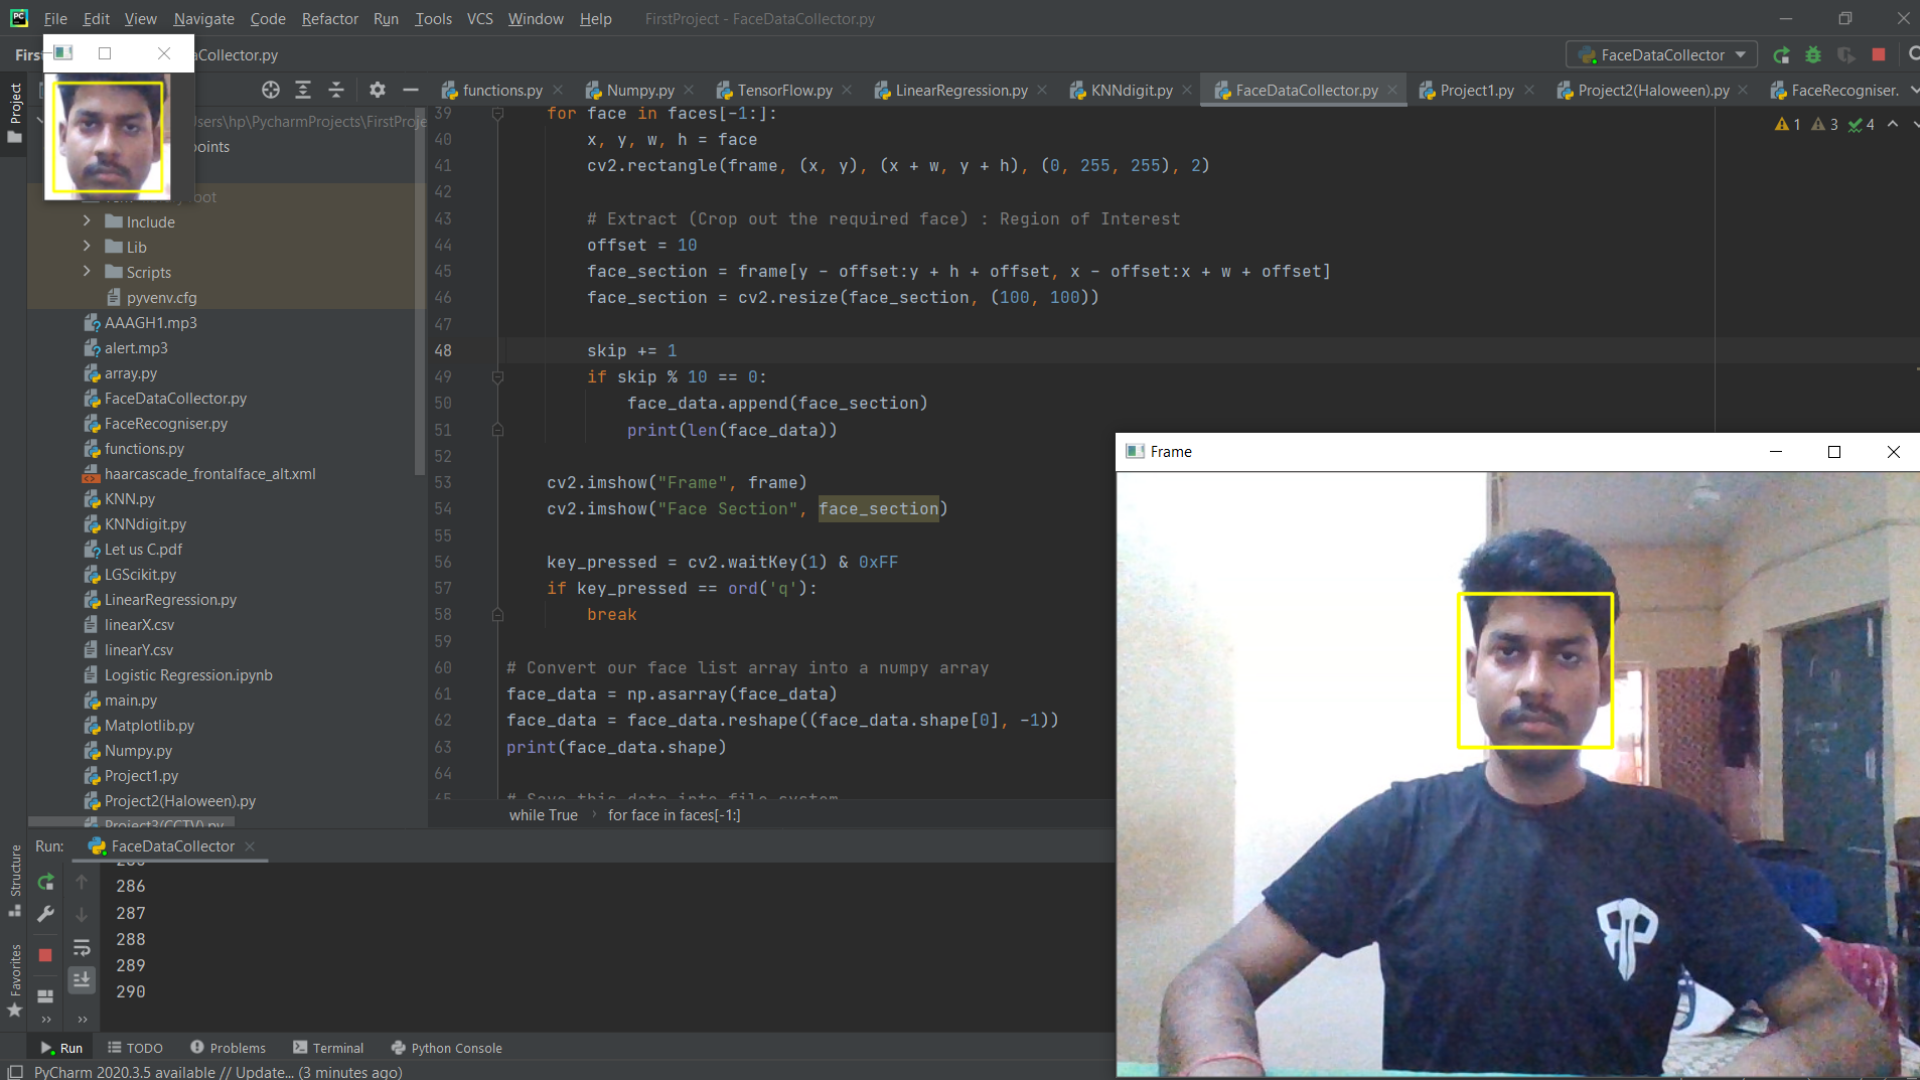 File Edit View Navigate Code Refactor Run Tools VCS Window Help FirstProject - FaceDataCollector.py
Firs aCollector.py FaceDataCollector
functions.py Numpy.py TensorFlow.py LinearRegression.py KNNdigit.py FaceDataCollector.py Project1.py Project2(Haloween).py FaceRecogniser.
Project
sers\hp\PycharmProjects\FirstProje
points
oot
Include
Lib
Scripts
pyvenv.cfg
AAAGH1.mp3
alert.mp3
array.py
FaceDataCollector.py
FaceRecogniser.py
functions.py
haarcascade_frontalface_alt.xml
KNN.py
KNNdigit.py
Let us C.pdf
LGScikit.py
LinearRegression.py
linearX.csv
linearY.csv
Logistic Regression.ipynb
main.py
Matplotlib.py
Numpy.py
Project1.py
Project2(Haloween).py
Project3(CCTV).py
1 3 4
39 for face in faces[-1:]:
40 x, y, w, h = face
41 cv2.rectangle(frame, (x, y), (x + w, y + h), (0, 255, 255), 2)
42
43 # Extract (Crop out the required face) : Region of Interest
44 offset = 10
45 face_section = frame[y - offset:y + h + offset, x - offset:x + w + offset]
46 face_section = cv2.resize(face_section, (100, 100))
47
48 skip += 1
49 if skip % 10 == 0:
50 face_data.append(face_section)
51 print(len(face_data))
52
53 cv2.imshow("Frame", frame)
54 cv2.imshow("Face Section", face_section)
55
56 key_pressed = cv2.waitKey(1) & 0xFF
57 if key_pressed == ord('q'):
58 break
59
60 # Convert our face list array into a numpy array
61 face_data = np.asarray(face_data)
62 face_data = face_data.reshape((face_data.shape[0], -1))
63 print(face_data.shape)
64
65 # Save this data into file system
while True › for face in faces[-1:]
Frame
Structure
Favorites
Run: FaceDataCollector
286
287
288
289
290
Run TODO Problems Terminal Python Console
PyCharm 2020.3.5 available // Update... (3 minutes ago)